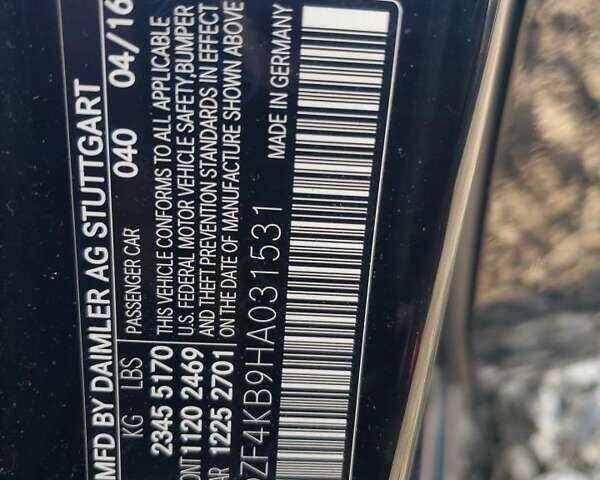 MFD BY DAIMLER AG STUTTGART
KG LBS PASSENGER CAR 040 04/16
2345 5170 THIS VEHICLE CONFORMS TO ALL APPLICABLE
ONT 1120 2469 U.S. FEDERAL MOTOR VEHICLE SAFETY,BUMPER
AR 1225 2701 AND THEFT PREVENTION STANDARDS IN EFFECT
ON THE DATE OF MANUFACTURE SHOWN ABOVE
ZF4KB9HA031531 MADE IN GERMANY